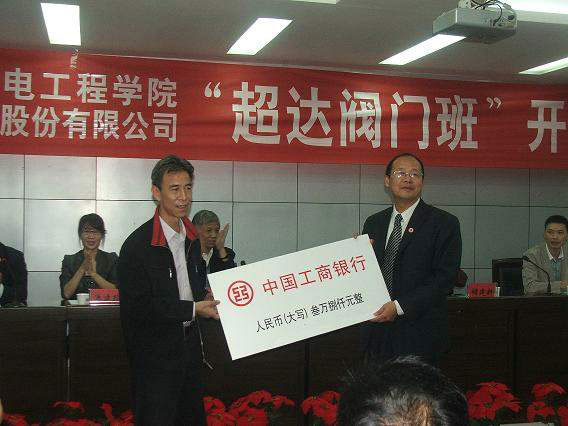 电工程学院
股份有限公司
“超达阀门班”开
中国工商银行
人民币(大写) 叁万捌仟元整